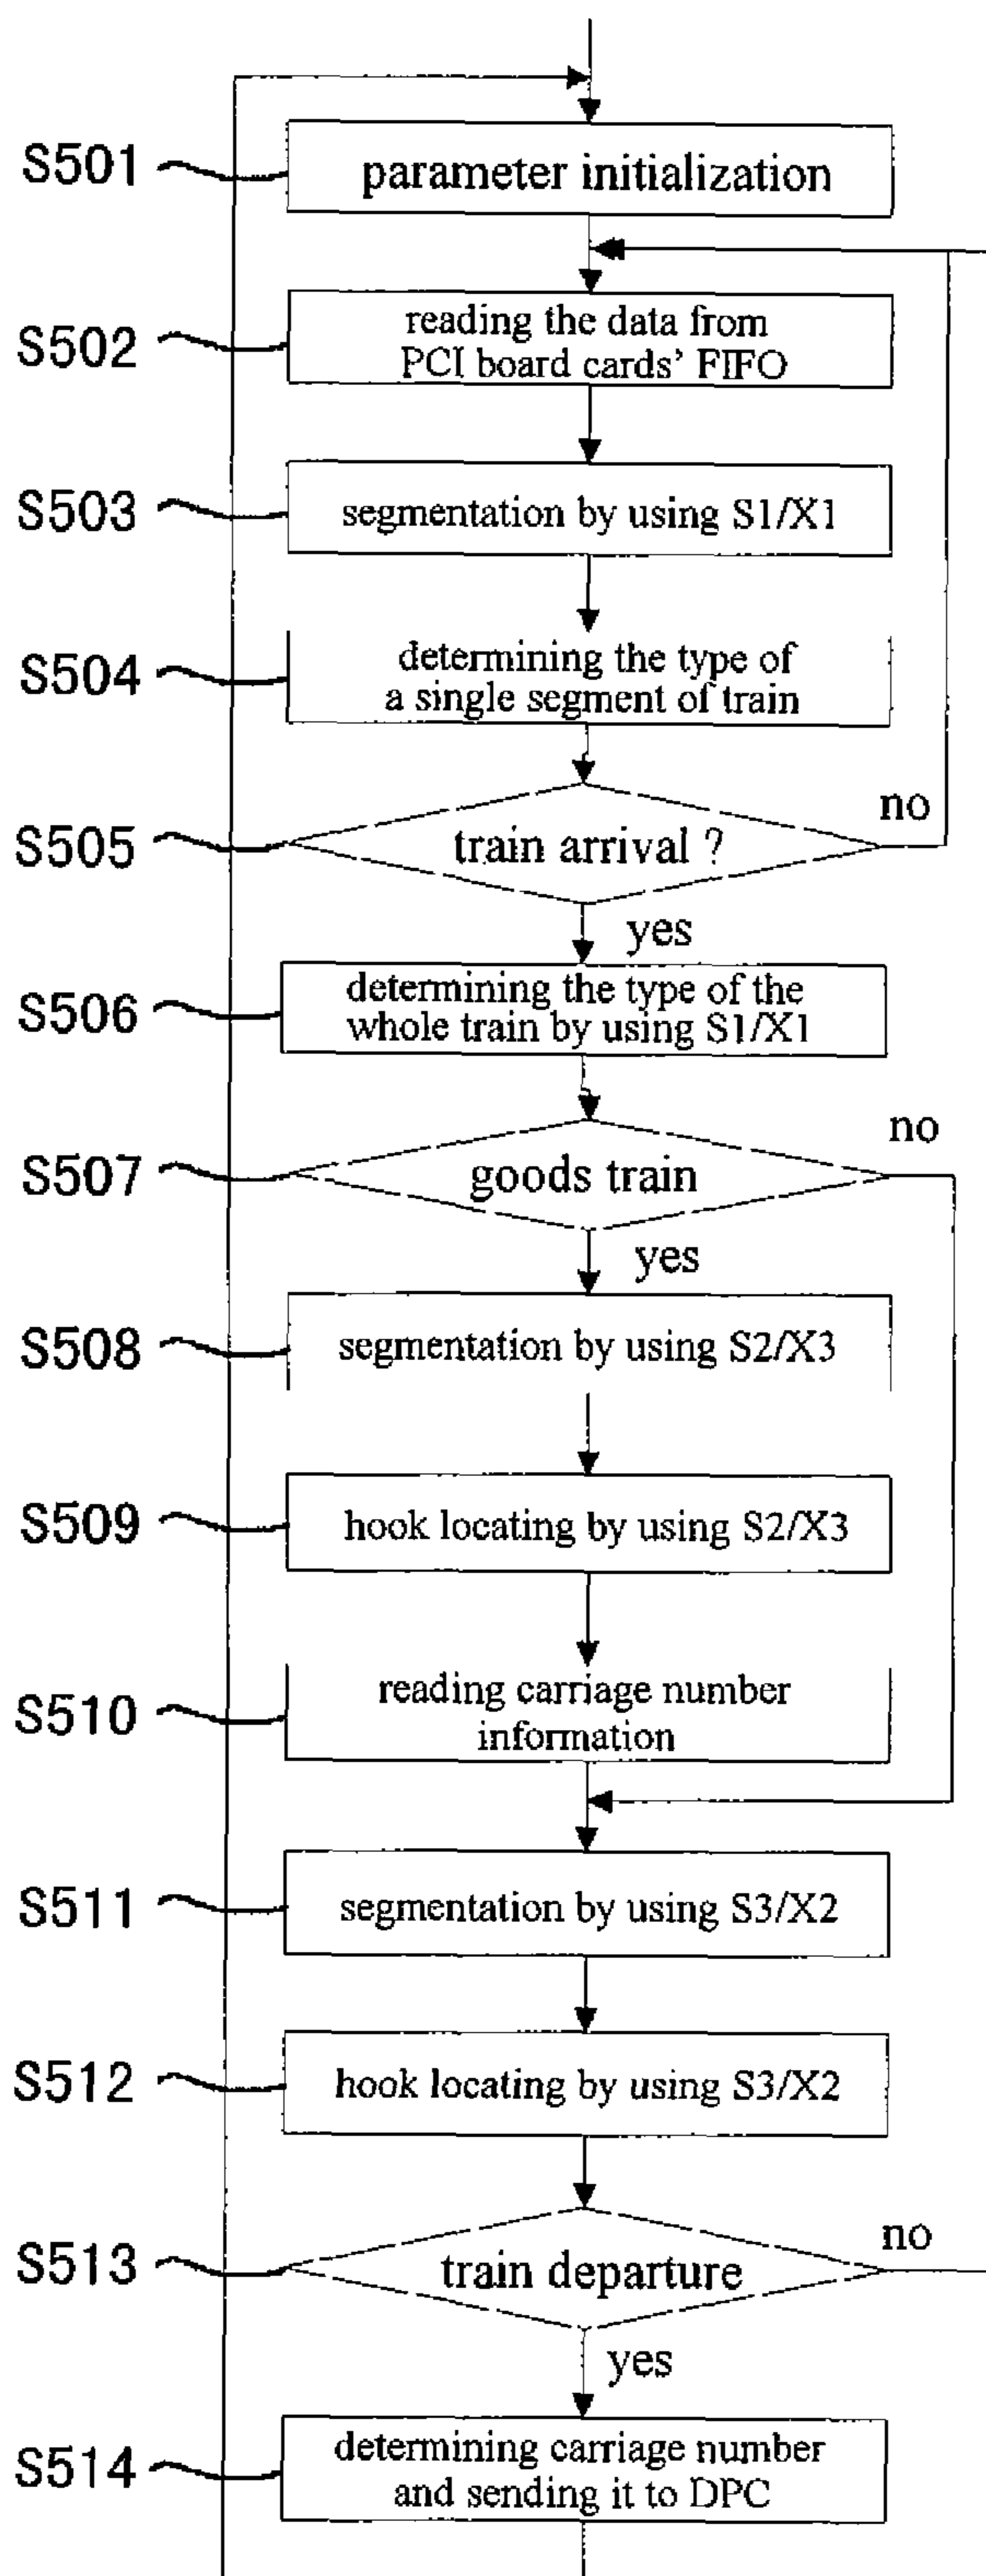 S501
parameter initialization
S502
reading the data from
PCI board cards' FIFO
S503
segmentation by using S1/X1
S504
determining the type of
a single segment of train
S505
train arrival ?
no
yes
S506
determining the type of the
whole train by using S1/X1
S507
goods train
no
yes
S508
segmentation by using S2/X3
S509
hook locating by using S2/X3
S510
reading carriage number
information
S511
segmentation by using S3/X2
S512
hook locating by using S3/X2
S513
train departure
no
yes
S514
determining carriage number
and sending it to DPC